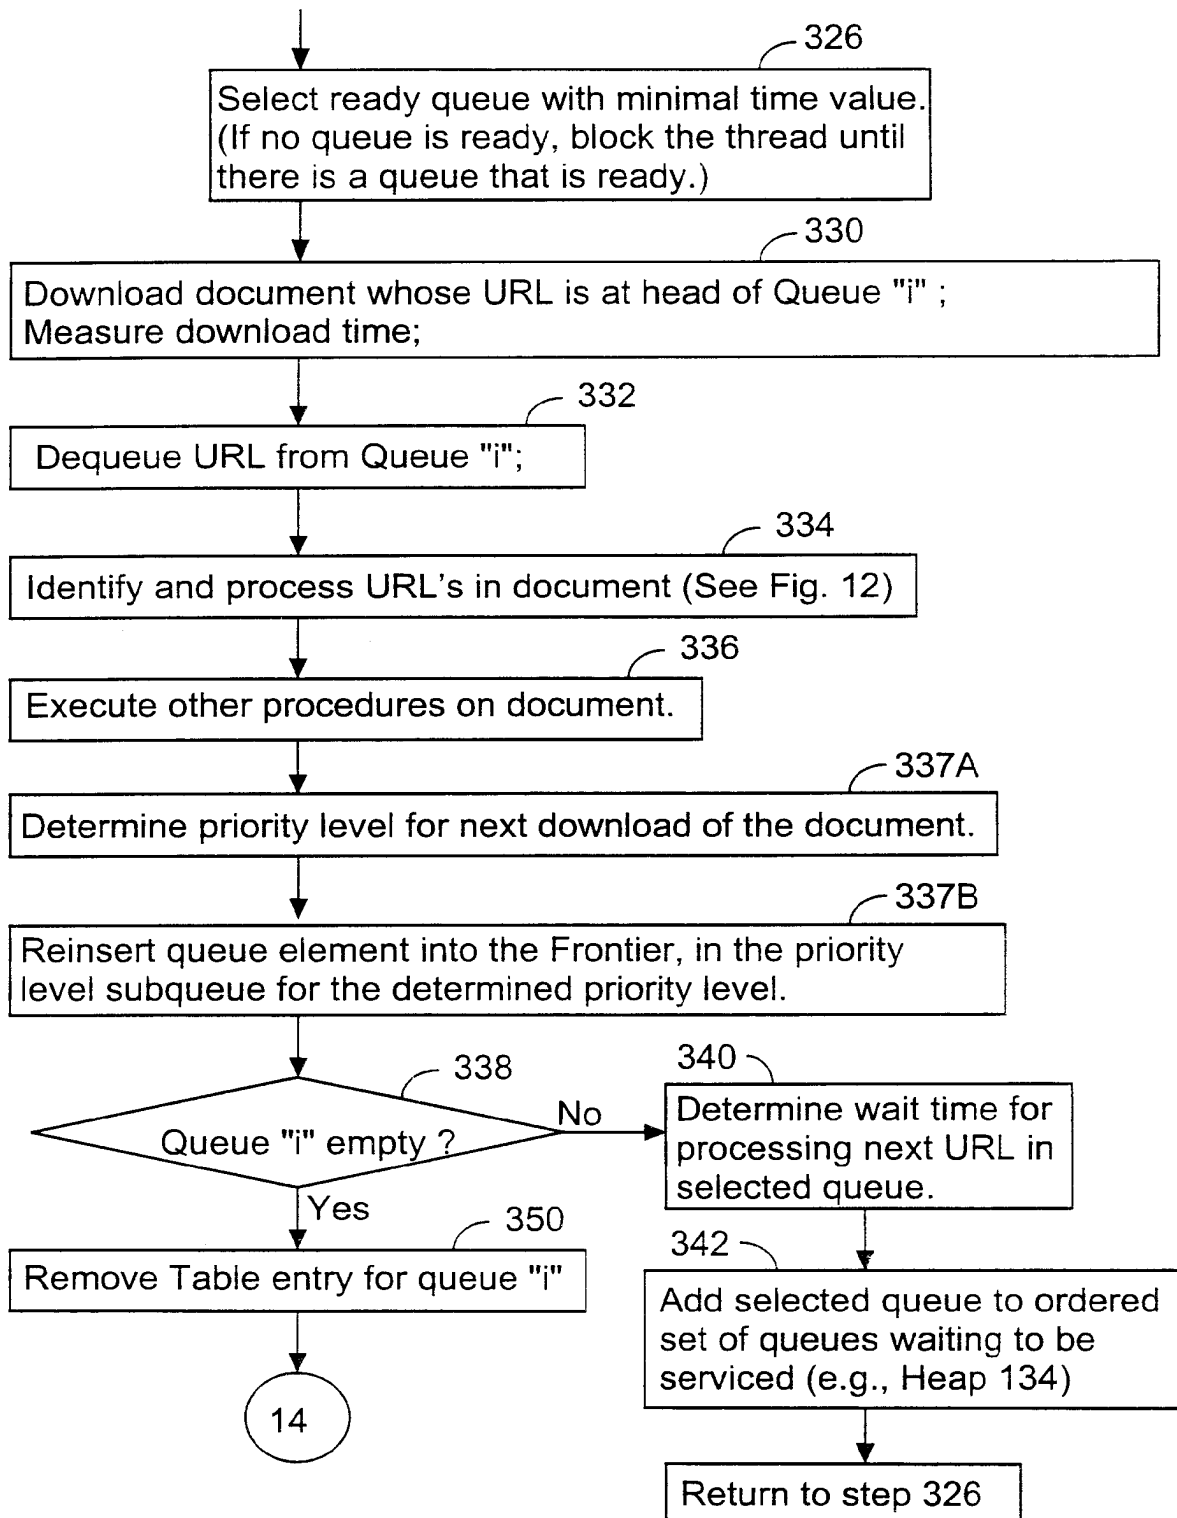 326
Select ready queue with minimal time value.
(If no queue is ready, block the thread until
there is a queue that is ready.)
330
Download document whose URL is at head of Queue "i" ;
Measure download time;
332
Dequeue URL from Queue "i";
334
Identify and process URL's in document (See Fig. 12)
336
Execute other procedures on document.
337A
Determine priority level for next download of the document.
337B
Reinsert queue element into the Frontier, in the priority
level subqueue for the determined priority level.
338
Queue "i" empty ?
No
340
Determine wait time for
processing next URL in
selected queue.
Yes
350
Remove Table entry for queue "i"
14
342
Add selected queue to ordered
set of queues waiting to be
serviced (e.g., Heap 134)
Return to step 326